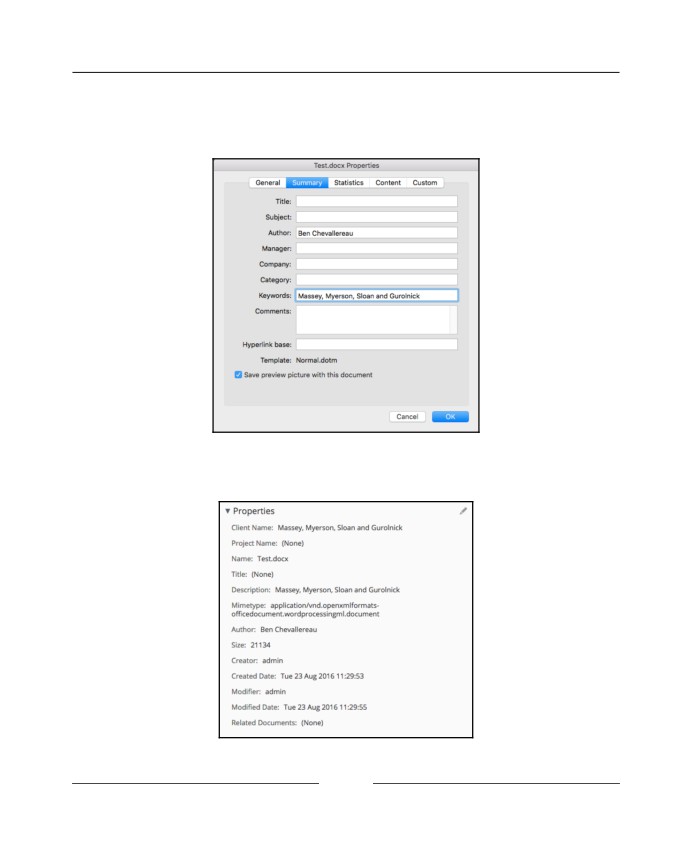 Test.docx Properties
General Summary Statistics Content Custom
Title:
Subject:
Author: Ben Chevallereau
Manager:
Company:
Category:
Keywords: Massey, Myerson, Sloan and Gurolnick
Comments:
Hyperlink base:
Template: Normal.dotm
Save preview picture with this document
Cancel OK
Properties
Client Name: Massey, Myerson, Sloan and Gurolnick
Project Name: (None)
Name: Test.docx
Title: (None)
Description: Massey, Myerson, Sloan and Gurolnick
Mimetype: application/vnd.openxmlformats-
officedocument.wordprocessingml.document
Author: Ben Chevallereau
Size: 21134
Creator: admin
Created Date: Tue 23 Aug 2016 11:29:53
Modifier: admin
Modified Date: Tue 23 Aug 2016 11:29:55
Related Documents: (None)